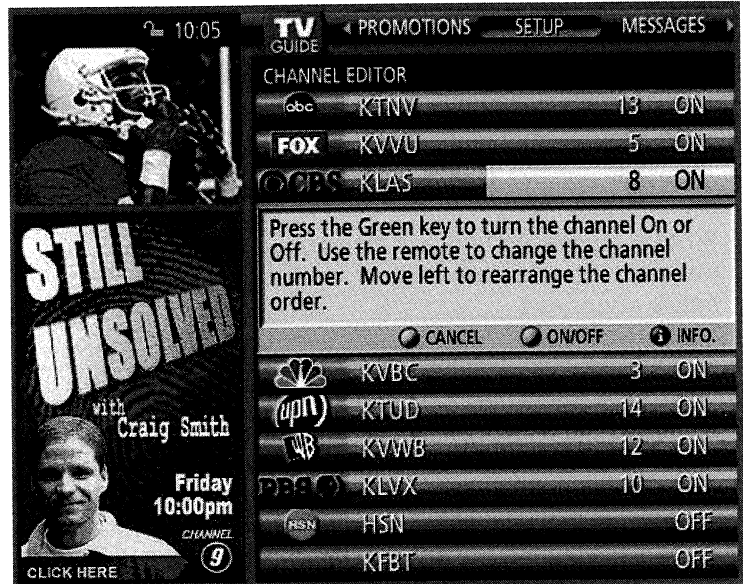 10:05
TV
GUIDE
PROMOTIONS SETUP MESSAGES
CHANNEL EDITOR
abc KTNV 13 ON
FOX KVVU 5 ON
CBS KLAS 8 ON
Press the Green key to turn the channel On or
Off. Use the remote to change the channel
number. Move left to rearrange the channel
order.
CANCEL ON/OFF i INFO.
KVBC 3 ON
upn KTUD 14 ON
WB KVWB 12 ON
PBS KLVX 10 ON
HSN HSN OFF
KFBT OFF
STILL
UNSOLVED
with
Craig Smith
Friday
10:00pm
CHANNEL
9
CLICK HERE